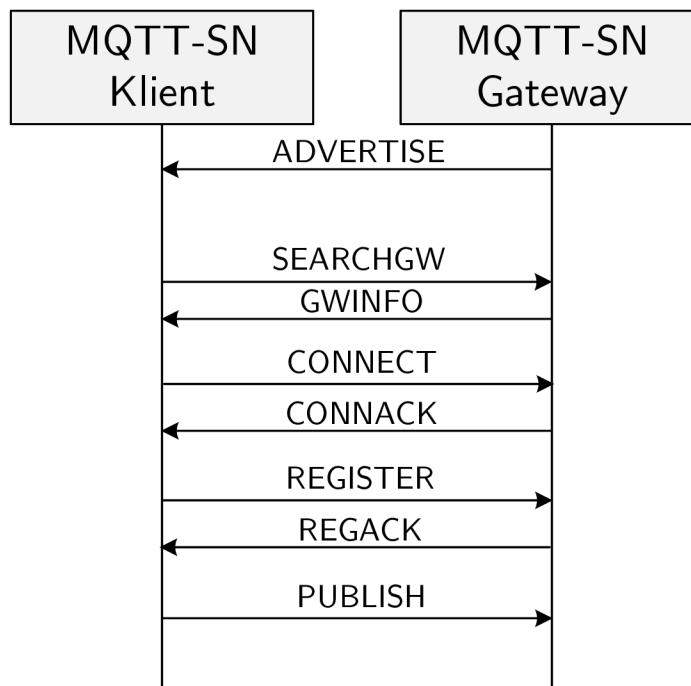 MQTT-SN
Klient
MQTT-SN
Gateway
ADVERTISE
SEARCHGW
GWINFO
CONNECT
CONNACK
REGISTER
REGACK
PUBLISH